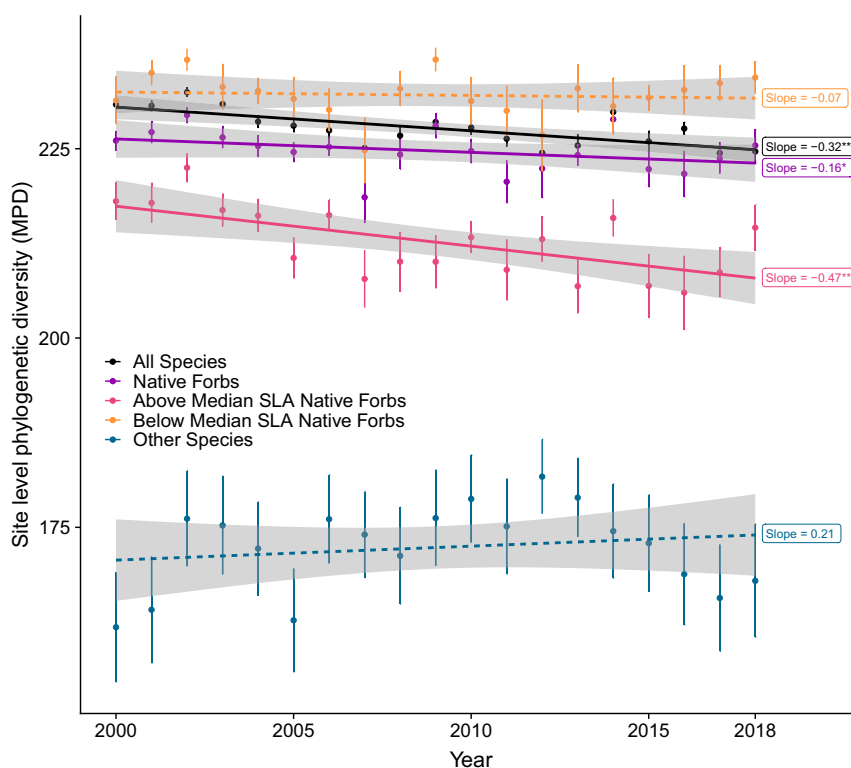 Site level phylogenetic diversity (MPD)
225
200
175
Slope = −0.07
Slope = −0.32**
Slope = −0.16*
Slope = −0.47**
All Species
Native Forbs
Above Median SLA Native Forbs
Below Median SLA Native Forbs
Other Species
Slope = 0.21
2000
2005
2010
2015
2018
Year